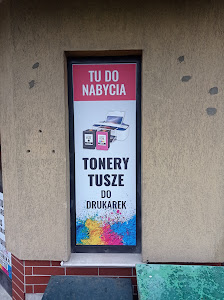 TU DO
NABYCIA
TONERY
TUSZE
DO
DRUKAREK